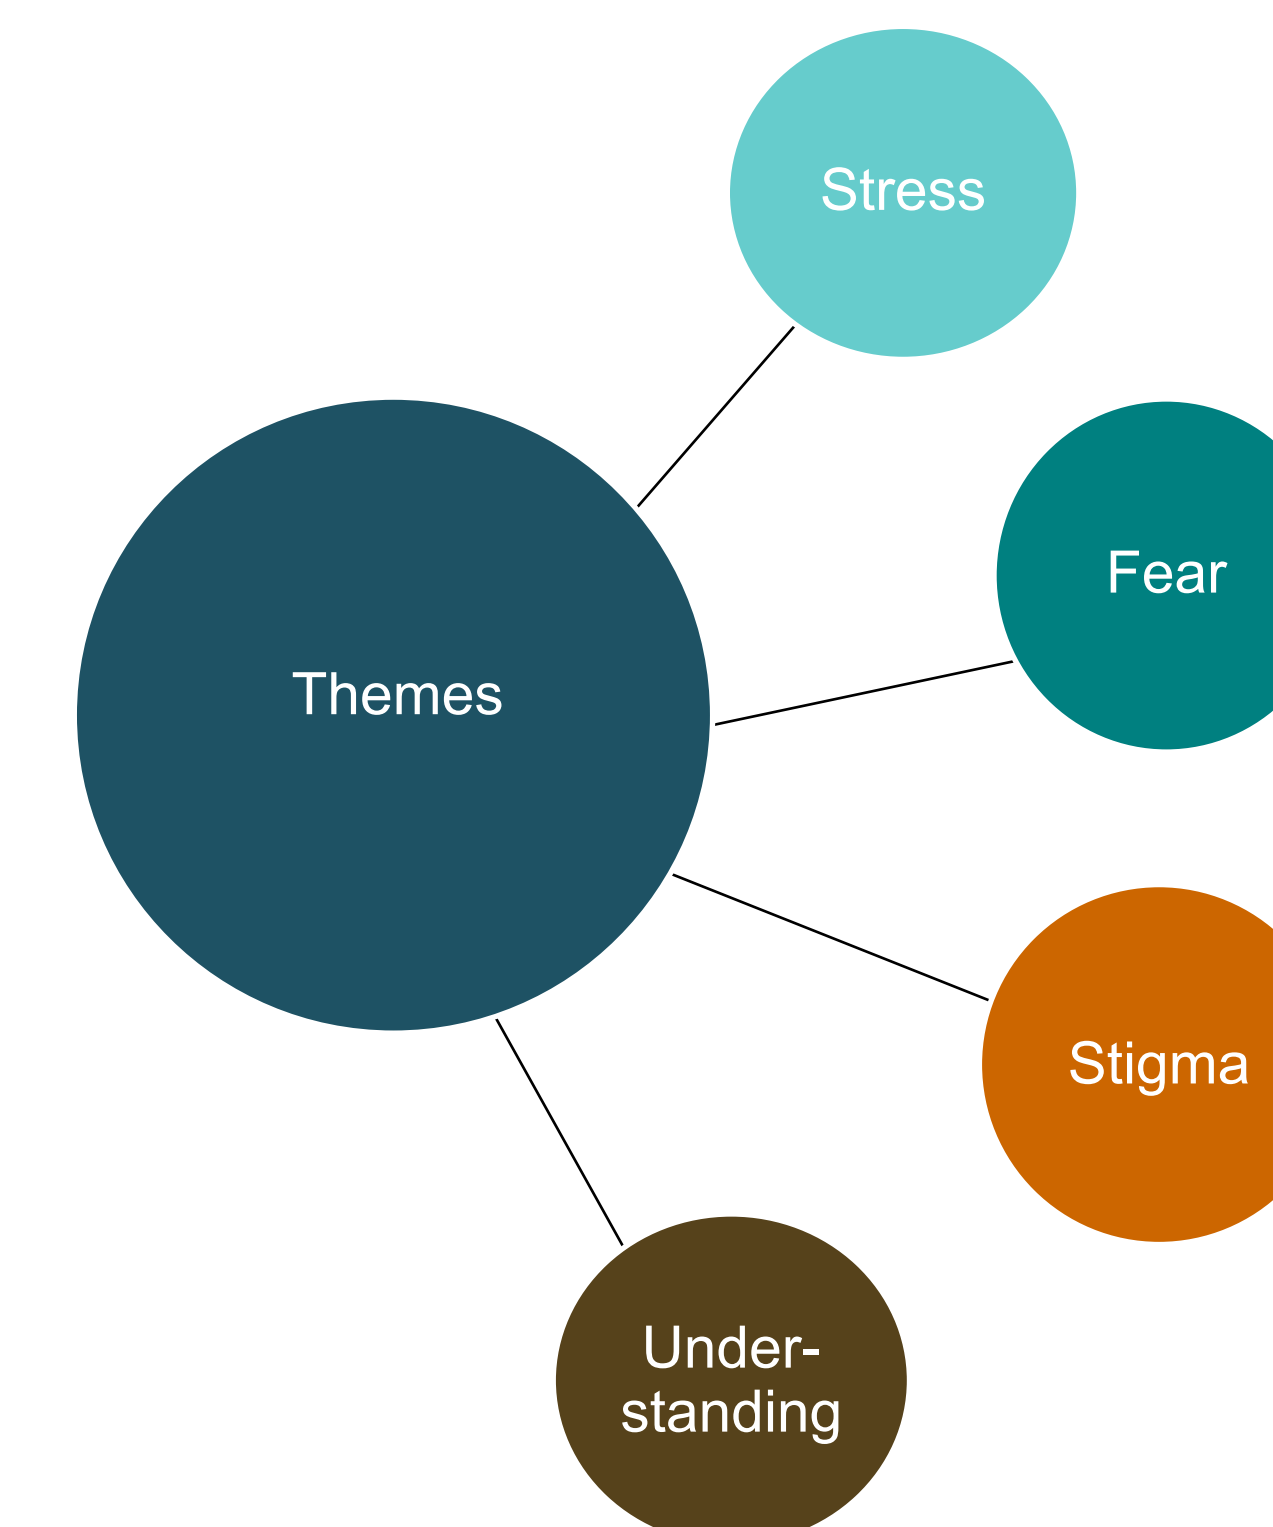 Stress
Fear
Themes
Stigma
Under-
standing